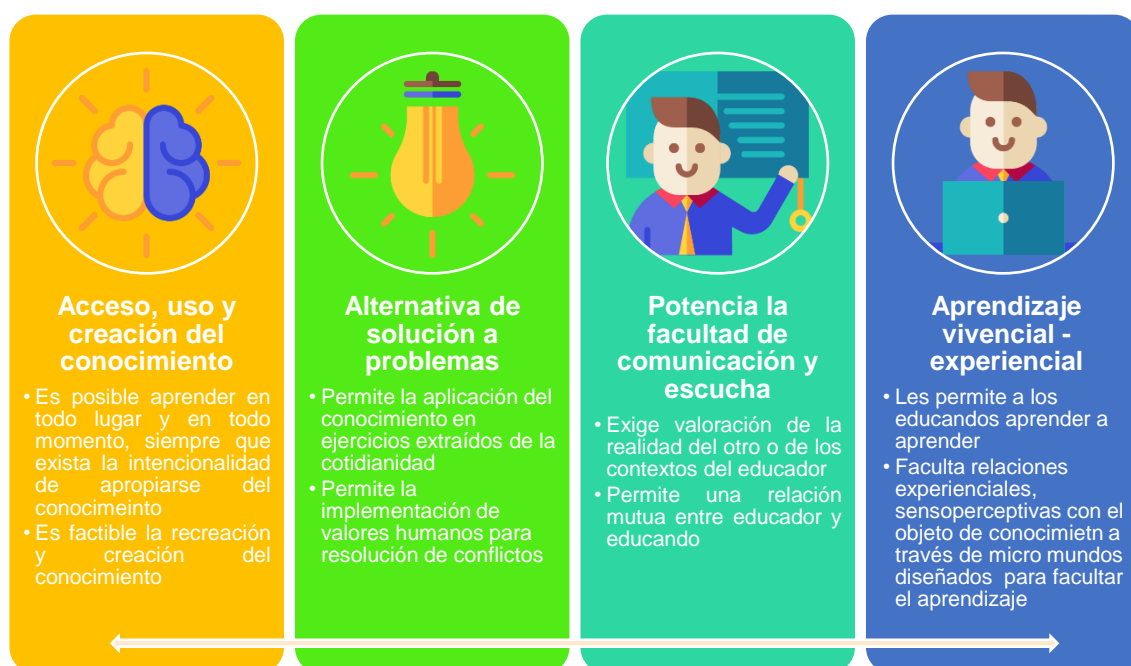 Acceso, uso y
creación del
conocimiento
• Es posible aprender en
todo lugar y en todo
momento, siempre que
exista la intencionalidad
de apropiarse del
conocimeinto
• Es factible la recreación
y creación del
conocimiento
Alternativa de
solución a
problemas
• Permite la aplicación del
conocimiento en
ejercicios extraídos de la
cotidianidad
• Permite la
implementación de
valores humanos para
resolución de conflictos
Potencia la
facultad de
comunicación y
escucha
• Exige valoración de la
realidad del otro o de los
contextos del educador
• Permite una relación
mutua entre educador y
educando
Aprendizaje
vivencial -
experiencial
• Les permite a los
educandos aprender a
aprender
• Faculta relaciones
experienciales,
sensoperceptivas con el
objeto de conocimietn a
través de micro mundos
diseñados para facultar
el aprendizaje